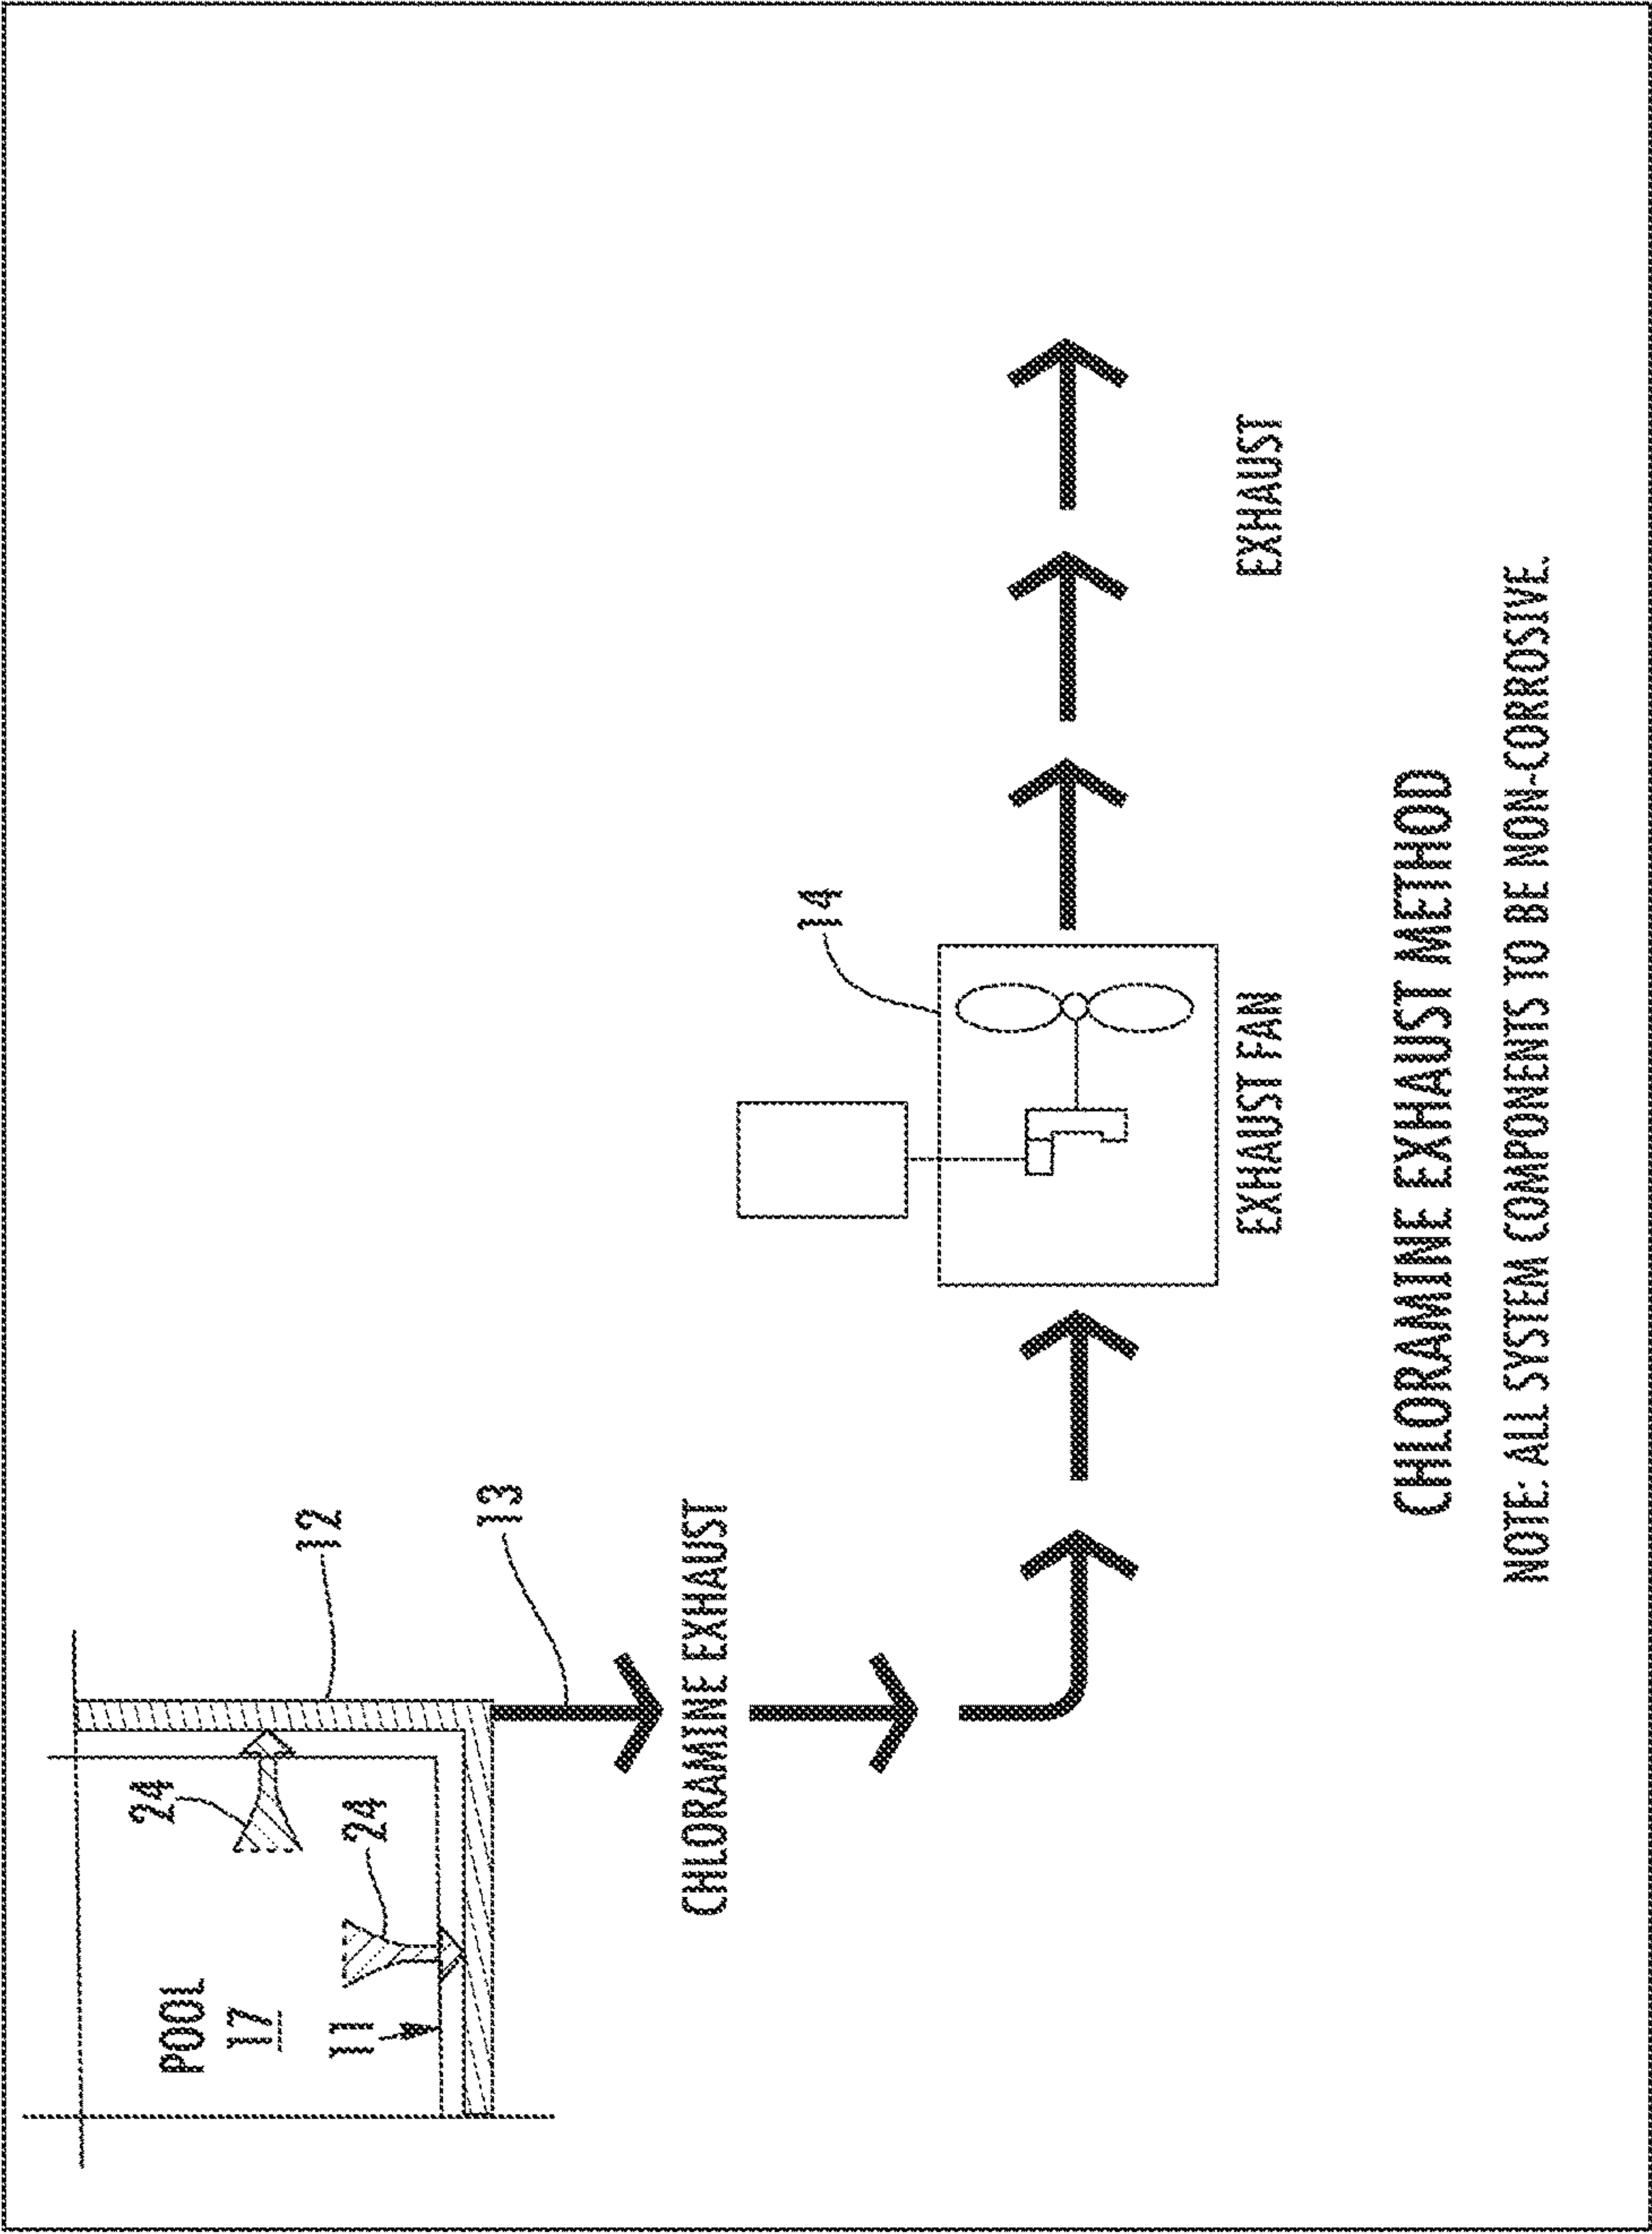 POOL
17
24
24
11
12
13
CHLORAMINE EXHAUST
14
EXHAUST FAN
EXHAUST
CHLORAMINE EXHAUST METHOD
NOTE: ALL SYSTEM COMPONENTS TO BE NON-CORROSIVE.